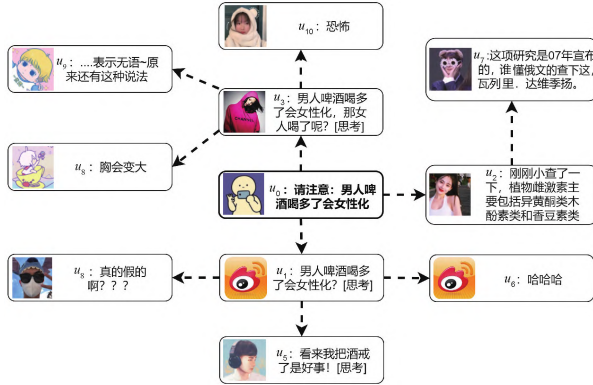 u₁₀：恐怖
u₉：....表示无语~原
来还有这种说法
u₇:这项研究是07年宣布
的，谁懂俄文的查下这，
瓦列里．达维季扬。
u₃：男人啤酒喝多
了会女性化，那女
人喝了呢？[思考]
u₈：胸会变大
u₀：请注意：男人啤
酒喝多了会女性化
u₂：刚刚小查了一
下，植物雌激素主
要包括异黄酮类木
酚素类和香豆素类
u₈：真的假的
啊？？？
u₁：男人啤酒喝多
了会女性化？[思考]
u₆：哈哈哈
u₅：看来我把酒戒
了是好事！[思考]